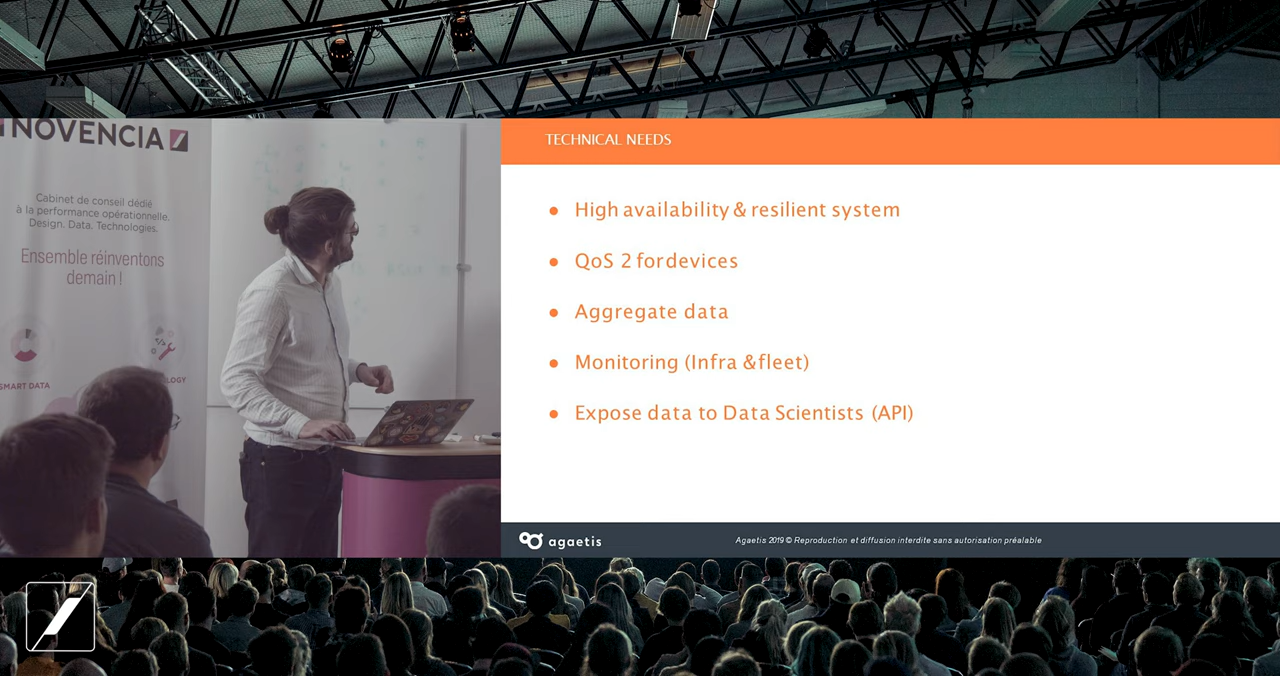 NOVENCIA
Cabinet de conseil dédié
à la performance opérationnelle.
Design. Data. Technologies.
Ensemble réinventons
demain !
SMART DATA
TECHNICAL NEEDS
● High availability & resilient system
● QoS 2 for devices
● Aggregate data
● Monitoring (Infra & fleet)
● Expose data to Data Scientists (API)
agaetis
Agaetis 2019 © Reproduction et diffusion interdite sans autorisation préalable